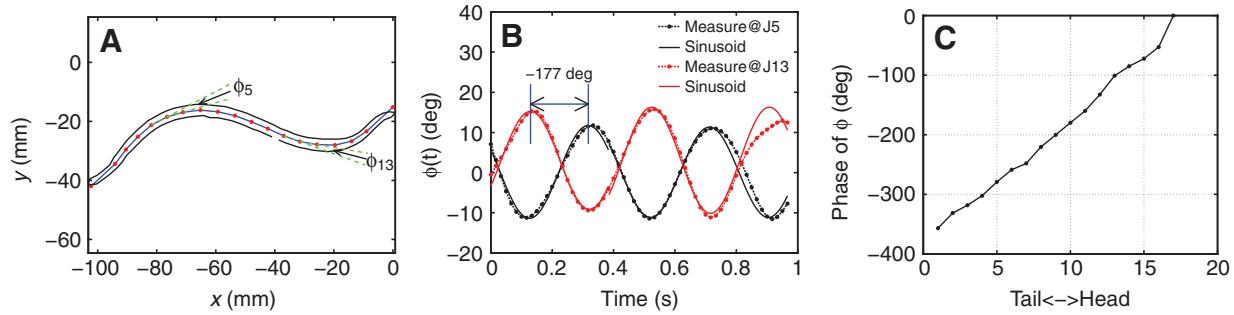 A
0
−20
−40
−60
y (mm)
−100 −80 −60 −40 −20 0
x (mm)
ϕ5
ϕ13
B
40
30
20
10
0
−10
−20
ϕ(t) (deg)
0 0.2 0.4 0.6 0.8 1
Time (s)
−177 deg
Measure@J5
Sinusoid
Measure@J13
Sinusoid
C
0
−100
−200
−300
−400
Phase of ϕ (deg)
0 5 10 15 20
Tail<−>Head